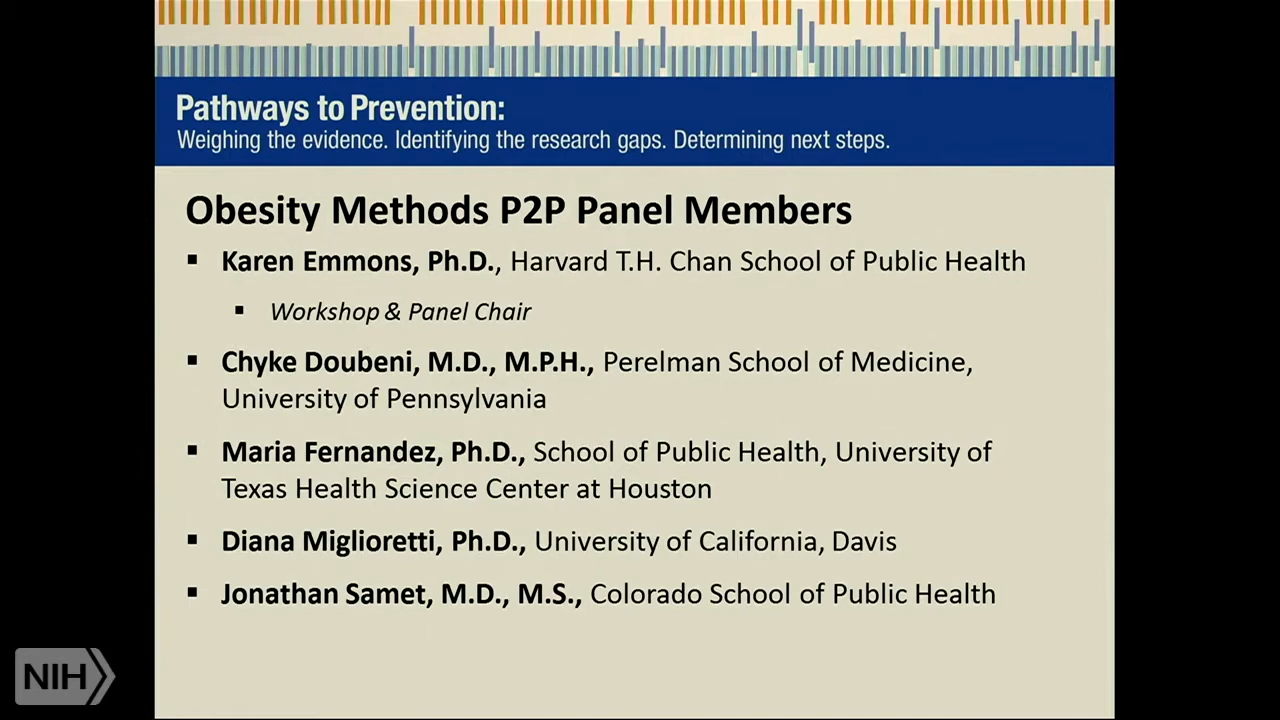 Pathways to Prevention:
Weighing the evidence. Identifying the research gaps. Determining next steps.
Obesity Methods P2P Panel Members
▪ Karen Emmons, Ph.D., Harvard T.H. Chan School of Public Health
▪ Workshop & Panel Chair
▪ Chyke Doubeni, M.D., M.P.H., Perelman School of Medicine,
University of Pennsylvania
▪ Maria Fernandez, Ph.D., School of Public Health, University of
Texas Health Science Center at Houston
▪ Diana Miglioretti, Ph.D., University of California, Davis
▪ Jonathan Samet, M.D., M.S., Colorado School of Public Health
NIH